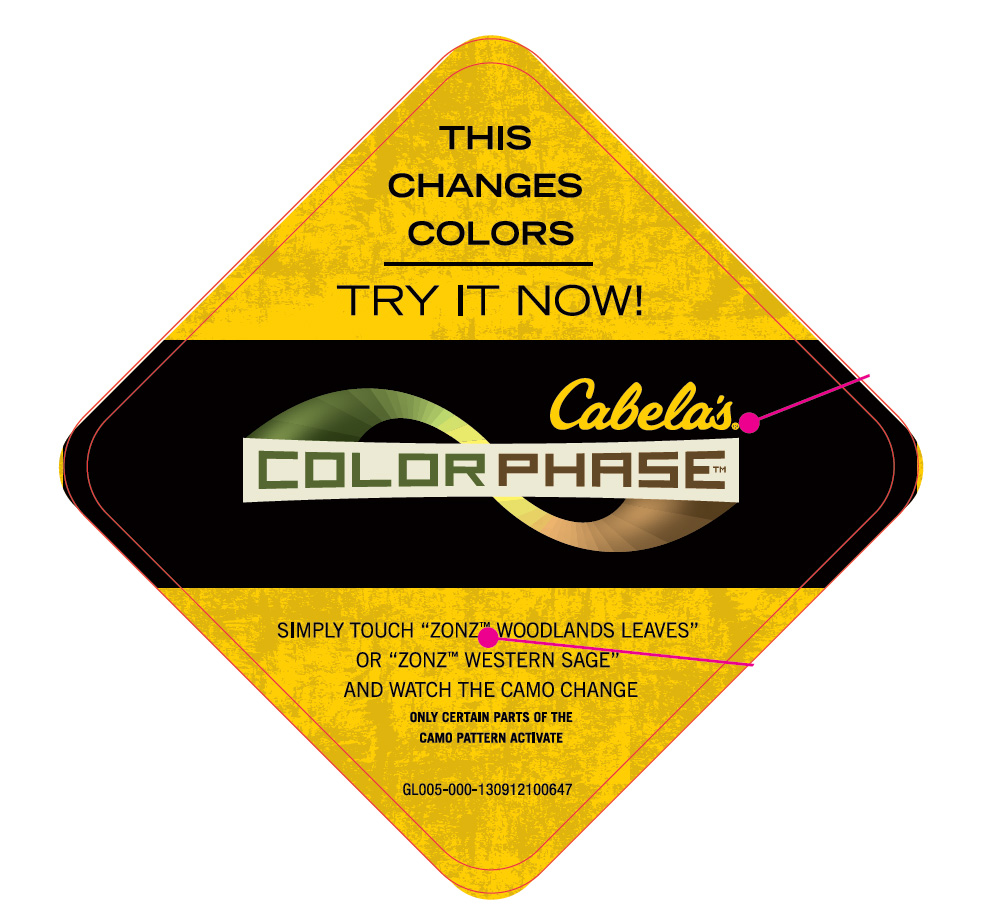 THIS
CHANGES
COLORS
TRY IT NOW!
Cabela's®
COLORPHASE™
SIMPLY TOUCH “ZONZ™ WOODLANDS LEAVES”
OR “ZONZ™ WESTERN SAGE”
AND WATCH THE CAMO CHANGE
ONLY CERTAIN PARTS OF THE
CAMO PATTERN ACTIVATE
GL005-000-130912100647